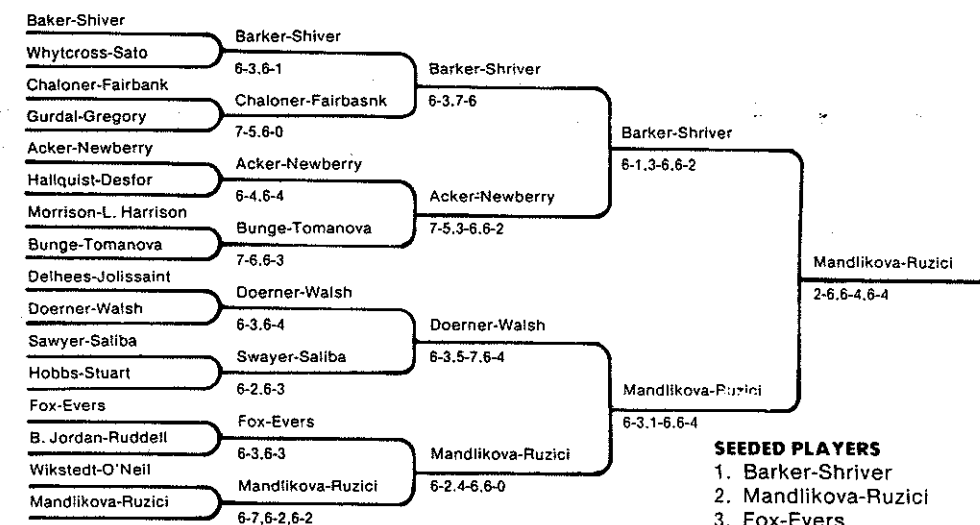 Baker-Shiver
Whytcross-Sato
Chaloner-Fairbank
Gurdal-Gregory
Acker-Newberry
Hallquist-Desfor
Morrison-L. Harrison
Bunge-Tomanova
Delhees-Jolissaint
Doerner-Walsh
Sawyer-Saliba
Hobbs-Stuart
Fox-Evers
B. Jordan-Ruddell
Wikstedt-O'Neil
Mandlikova-Ruzici
Barker-Shiver
6-3.6-1
Chaloner-Fairbasnk
7-5.6-0
Acker-Newberry
6-4.6-4
Bunge-Tomanova
7-6.6-3
Doerner-Walsh
6-3.6-4
Swayer-Saliba
6-2.6-3
Fox-Evers
6-3.6-3
Mandlikova-Ruzici
6-7,6-2,6-2
Barker-Shriver
6-3.7-6
Acker-Newberry
7-5.3-6.6-2
Doerner-Walsh
6-3.5-7.6-4
Mandlikova-Ruzici
6-2.4-6.6-0
Barker-Shriver
6-1.3-6.6-2
Mandlikova-Ruzici
6-3.1-6.6-4
Mandlikova-Ruzici
2-6.6-4.6-4
SEEDED PLAYERS
1. Barker-Shriver
2. Mandlikova-Ruzici
3. Fox-Evers